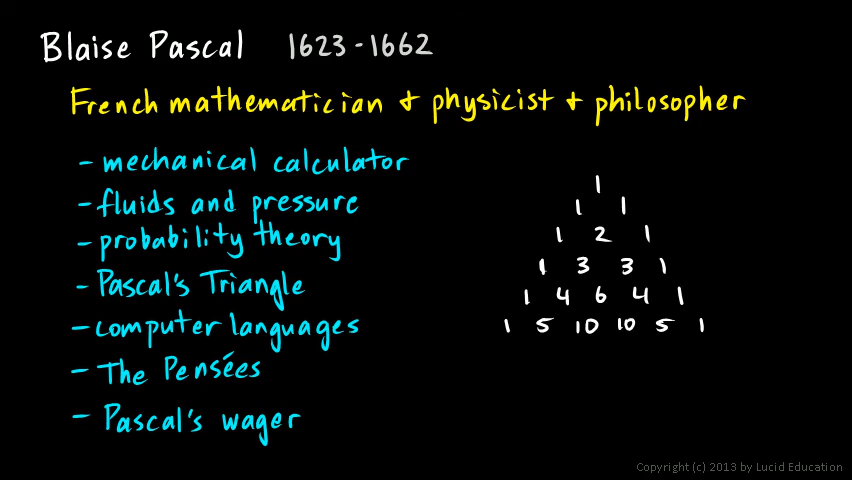 Blaise Pascal 1623-1662
French mathematician + physicist + philosopher
- mechanical calculator
- fluids and pressure
- probability theory
- Pascal's Triangle
- computer languages
- The Pensées
- Pascal's wager
1
1 1
1 2 1
1 3 3 1
1 4 6 4 1
1 5 10 10 5 1
Copyright (c) 2013 by Lucid Education